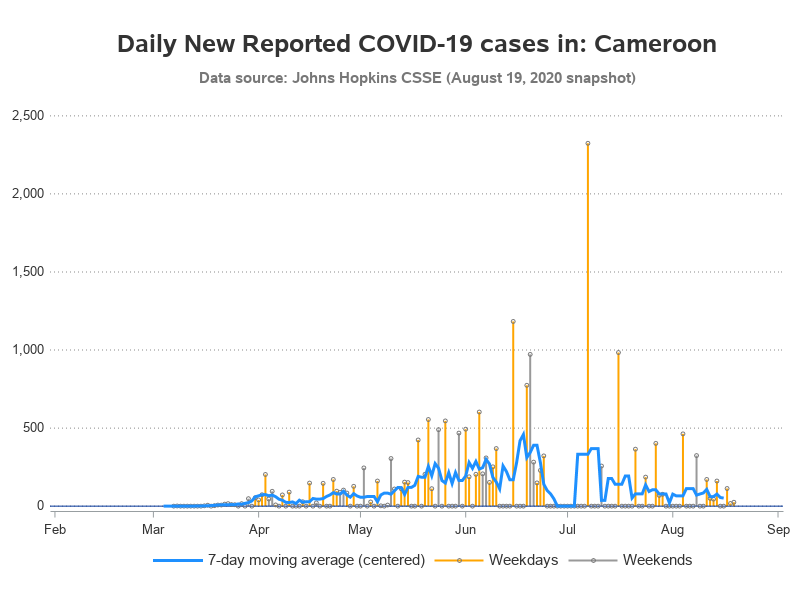 Daily New Reported COVID-19 cases in: Cameroon
Data source: Johns Hopkins CSSE (August 19, 2020 snapshot)
2,500
2,000
1,500
1,000
500
0
Feb Mar Apr May Jun Jul Aug Sep
7-day moving average (centered) Weekdays Weekends